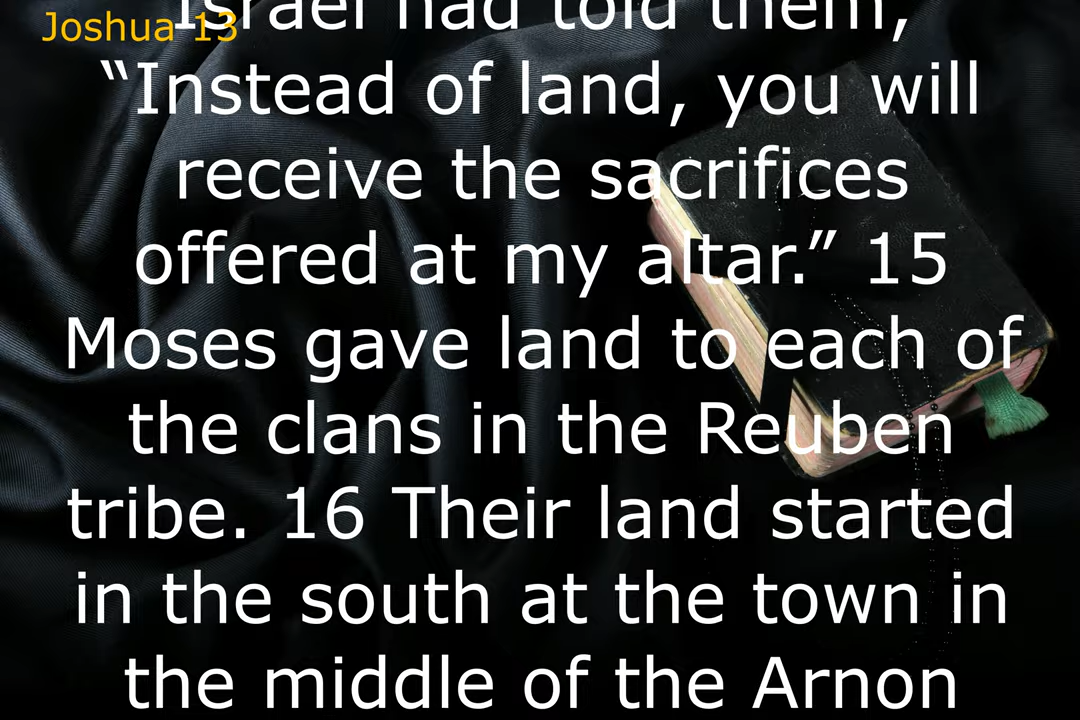 Joshua 13
Israel had told them,
“Instead of land, you will
receive the sacrifices
offered at my altar.” 15
Moses gave land to each of
the clans in the Reuben
tribe. 16 Their land started
in the south at the town in
the middle of the Arnon